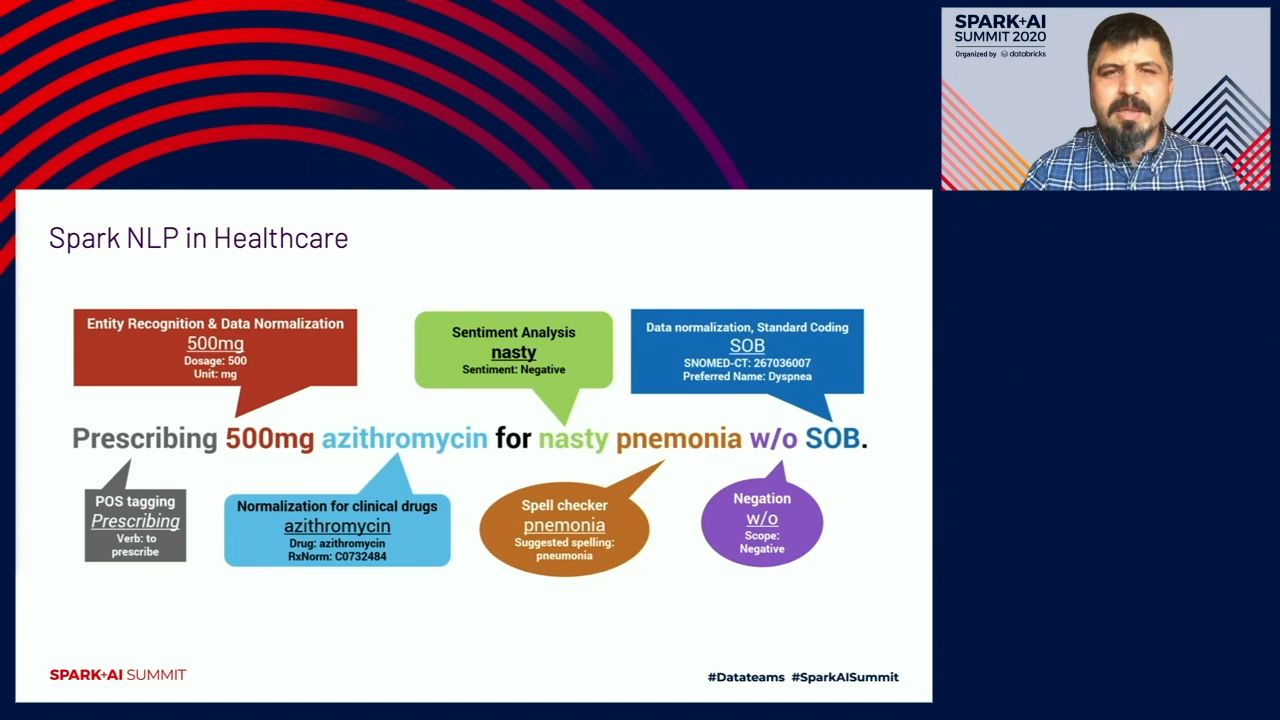 SPARK+AI
SUMMIT 2020
Organized by databricks
Spark NLP in Healthcare
Entity Recognition & Data Normalization
500mg
Dosage: 500
Unit: mg
Sentiment Analysis
nasty
Sentiment: Negative
Data normalization, Standard Coding
SOB
SNOMED-CT: 267036007
Preferred Name: Dyspnea
Prescribing 500mg azithromycin for nasty pnemonia w/o SOB.
POS tagging
Prescribing
Verb: to
prescribe
Normalization for clinical drugs
azithromycin
Drug: azithromycin
RxNorm: C0732484
Spell checker
pnemonia
Suggested spelling:
pneumonia
Negation
w/o
Scope:
Negative
SPARK+AI SUMMIT
#Datateams #SparkAISummit